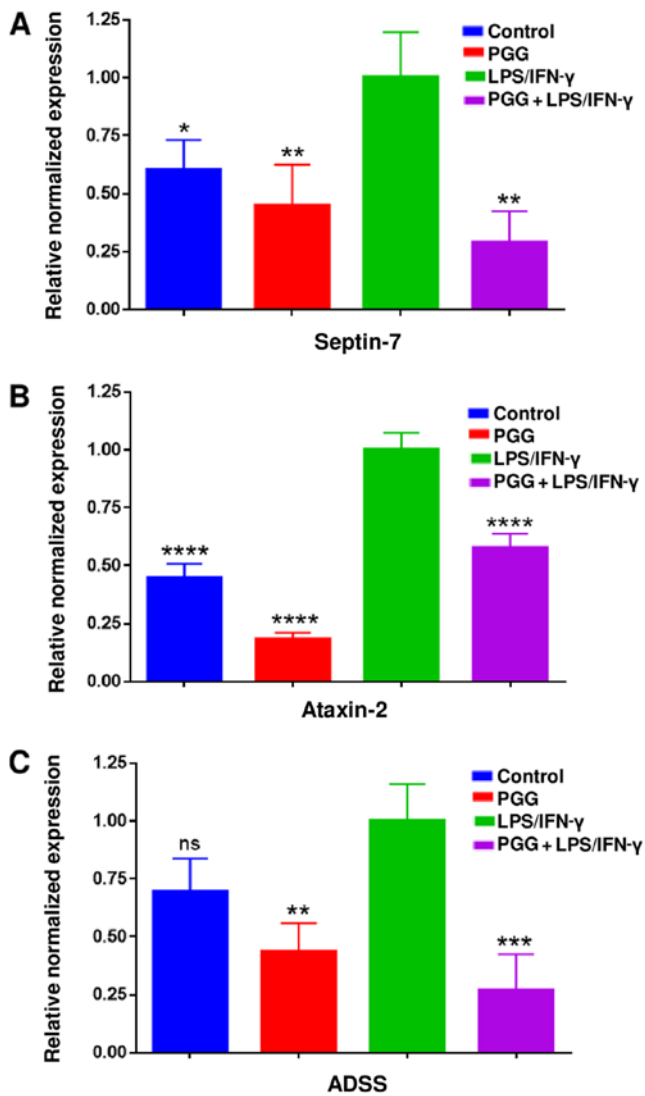 A
Relative normalized expression
1.25
1.00
0.75
0.50
0.25
0.00
*
**
**
Control
PGG
LPS/IFN-γ
PGG + LPS/IFN-γ
Septin-7
B
Relative normalized expression
1.25
1.00
0.75
0.50
0.25
0.00
****
****
****
Control
PGG
LPS/IFN-γ
PGG + LPS/IFN-γ
Ataxin-2
C
Relative normalized expression
1.25
1.00
0.75
0.50
0.25
0.00
ns
**
***
Control
PGG
LPS/IFN-γ
PGG + LPS/IFN-γ
ADSS